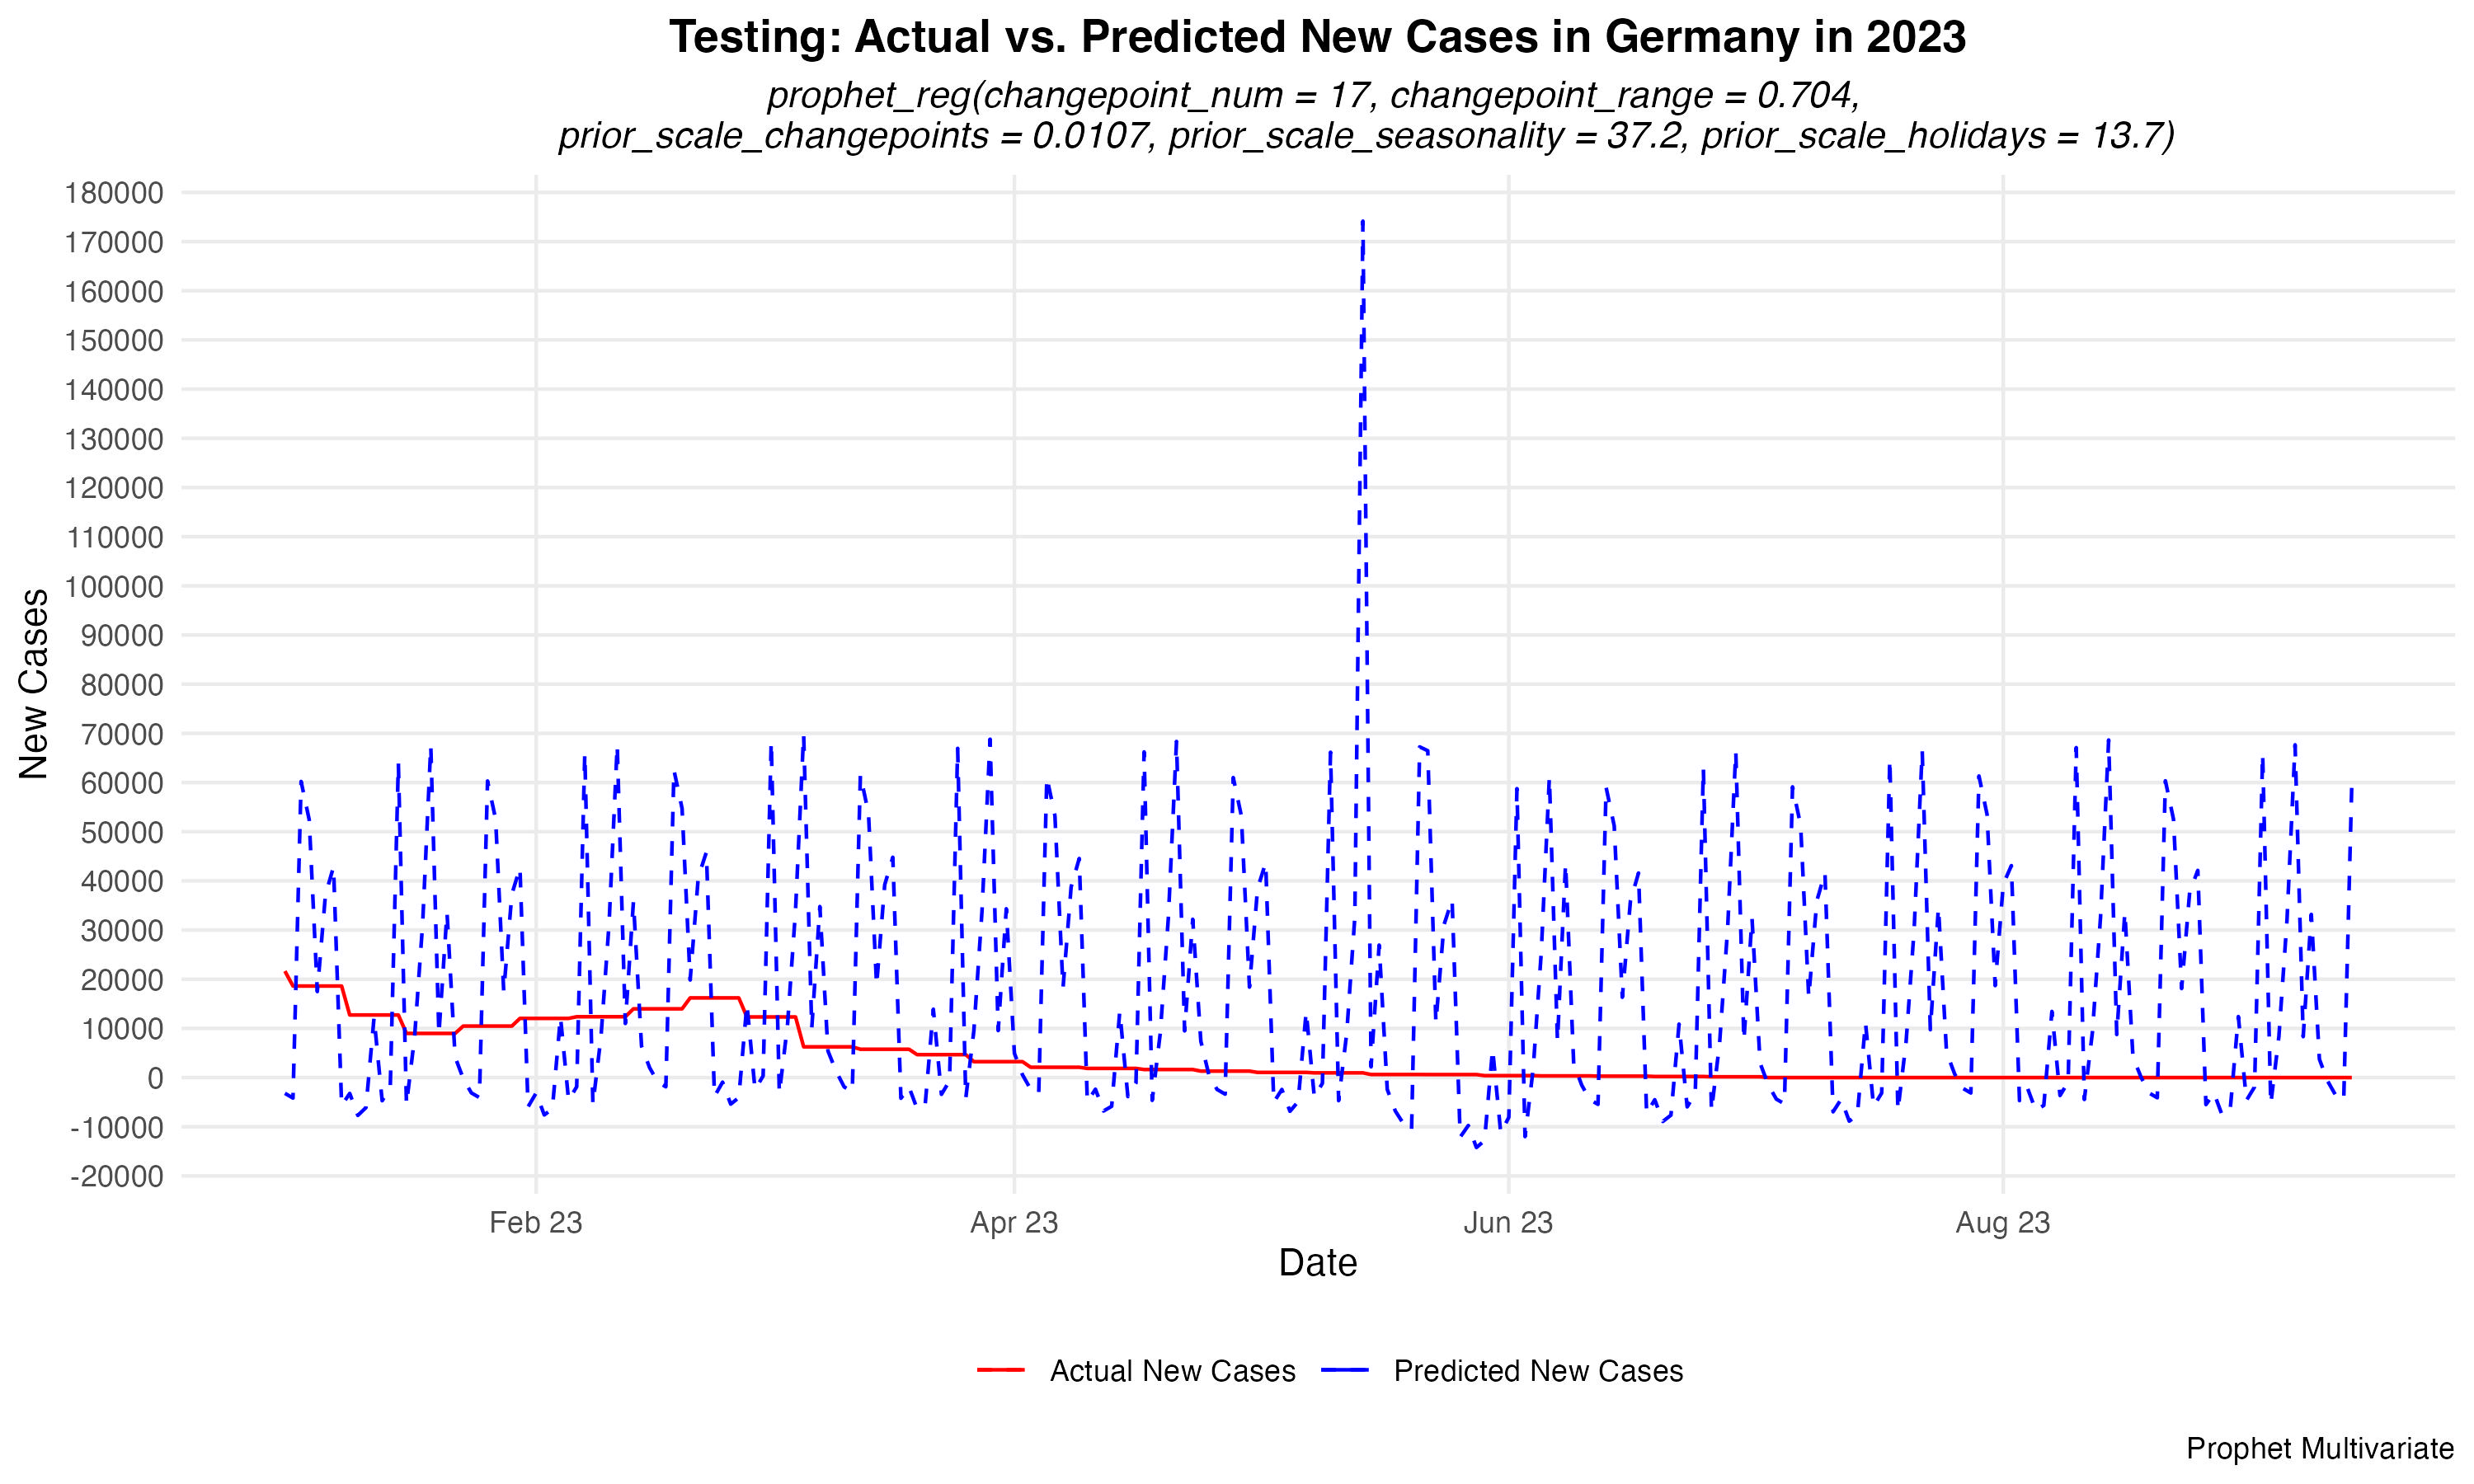 Testing: Actual vs. Predicted New Cases in Germany in 2023
prophet_reg(changepoint_num = 17, changepoint_range = 0.704,
prior_scale_changepoints = 0.0107, prior_scale_seasonality = 37.2, prior_scale_holidays = 13.7)
New Cases
180000
170000
160000
150000
140000
130000
120000
110000
100000
90000
80000
70000
60000
50000
40000
30000
20000
10000
0
-10000
-20000
Feb 23 Apr 23 Jun 23 Aug 23
Date
Actual New Cases Predicted New Cases
Prophet Multivariate